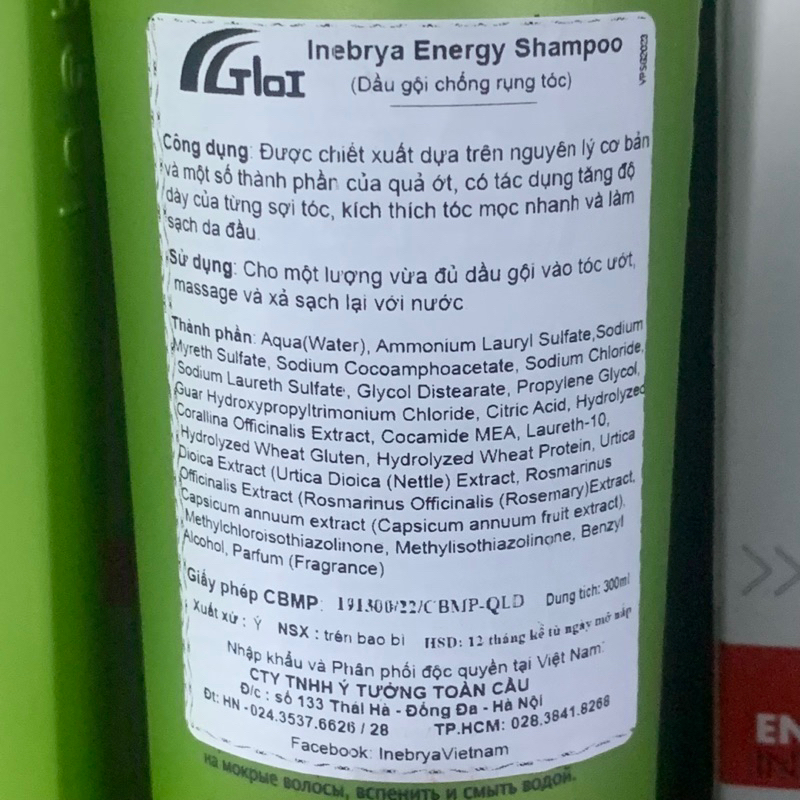 GloI
Inebrya Energy Shampoo
(Dầu gội chống rụng tóc)
VPSG2023
Công dụng: Được chiết xuất dựa trên nguyên lý cơ bản
và một số thành phần của quả ớt, có tác dụng tăng độ
dày của từng sợi tóc, kích thích tóc mọc nhanh và làm
sạch da đầu.
Sử dụng: Cho một lượng vừa đủ dầu gội vào tóc ướt,
massage và xả sạch lại với nước
Thành phần: Aqua(Water), Ammonium Lauryl Sulfate,Sodium
Myreth Sulfate, Sodium Cocoamphoacetate, Sodium Chloride,
Sodium Laureth Sulfate, Glycol Distearate, Propylene Glycol,
Guar Hydroxypropyltrimonium Chloride, Citric Acid, Hydrolyzed
Corallina Officinalis Extract, Cocamide MEA, Laureth-10,
Hydrolyzed Wheat Gluten, Hydrolyzed Wheat Protein, Urtica
Dioica Extract (Urtica Dioica (Nettle) Extract, Rosmarinus
Officinalis Extract (Rosmarinus Officinalis (Rosemary)Extract,
Capsicum annuum extract (Capsicum annuum fruit extract),
Methylchloroisothiazolinone, Methylisothiazolinone, Benzyl
Alcohol, Parfum (Fragrance)
Giấy phép CBMP: 191300/22/CBMP-QLD Dung tích: 300ml
Xuất xứ : Ý NSX : trên bao bì HSD: 12 tháng kể từ ngày mở nắp
Nhập khẩu và Phân phối độc quyền tại Việt Nam:
CTY TNHH Ý TƯỞNG TOÀN CẦU
Đ/c : số 133 Thái Hà - Đống Đa - Hà Nội
Đt: HN - 024.3537.6626 / 28 TP.HCM: 028.3841.8268
Facebook: InebryaVietnam
на мокрые волосы, вспенить и смыть водой.
EN
IN